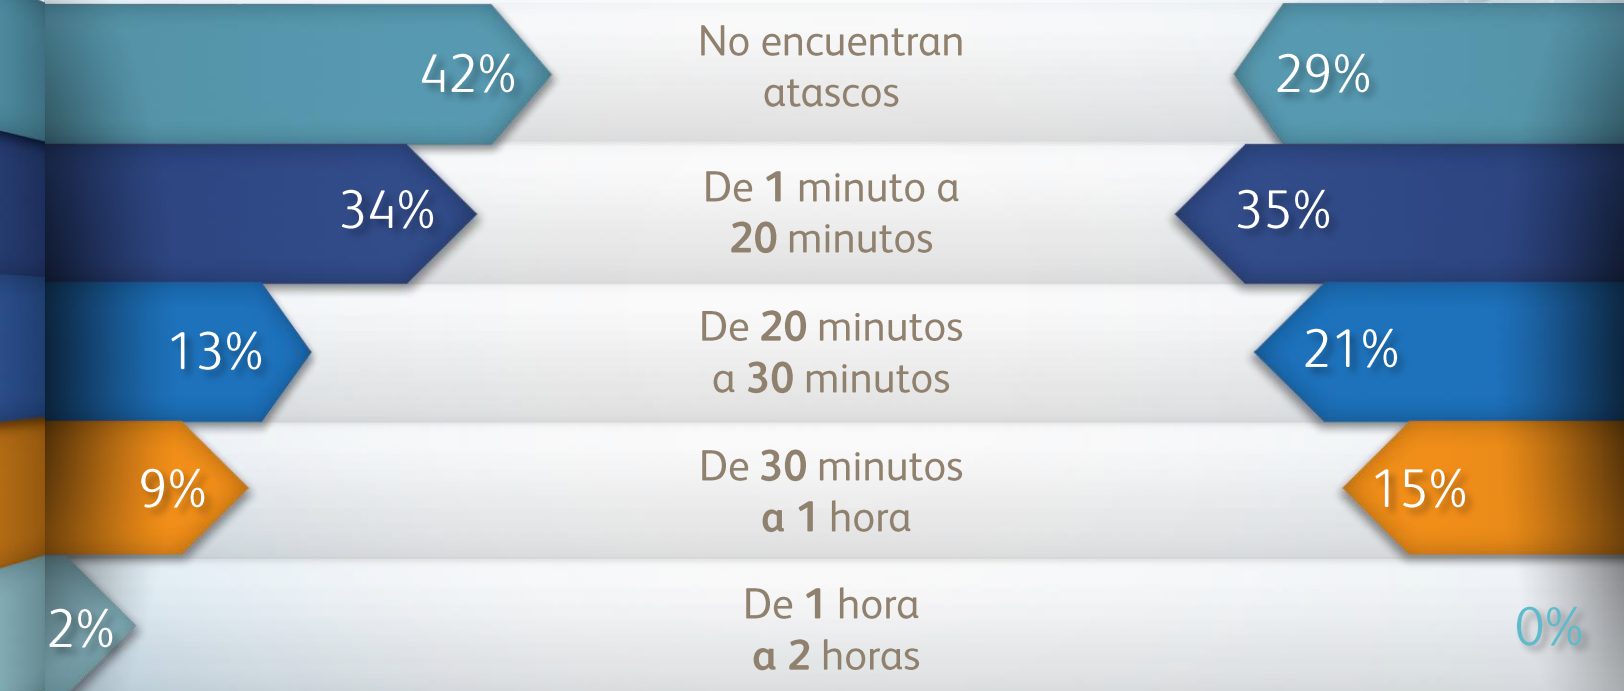 42%
No encuentran
atascos
29%
34%
De 1 minuto a
20 minutos
35%
13%
De 20 minutos
a 30 minutos
21%
9%
De 30 minutos
a 1 hora
15%
2%
De 1 hora
a 2 horas
0%